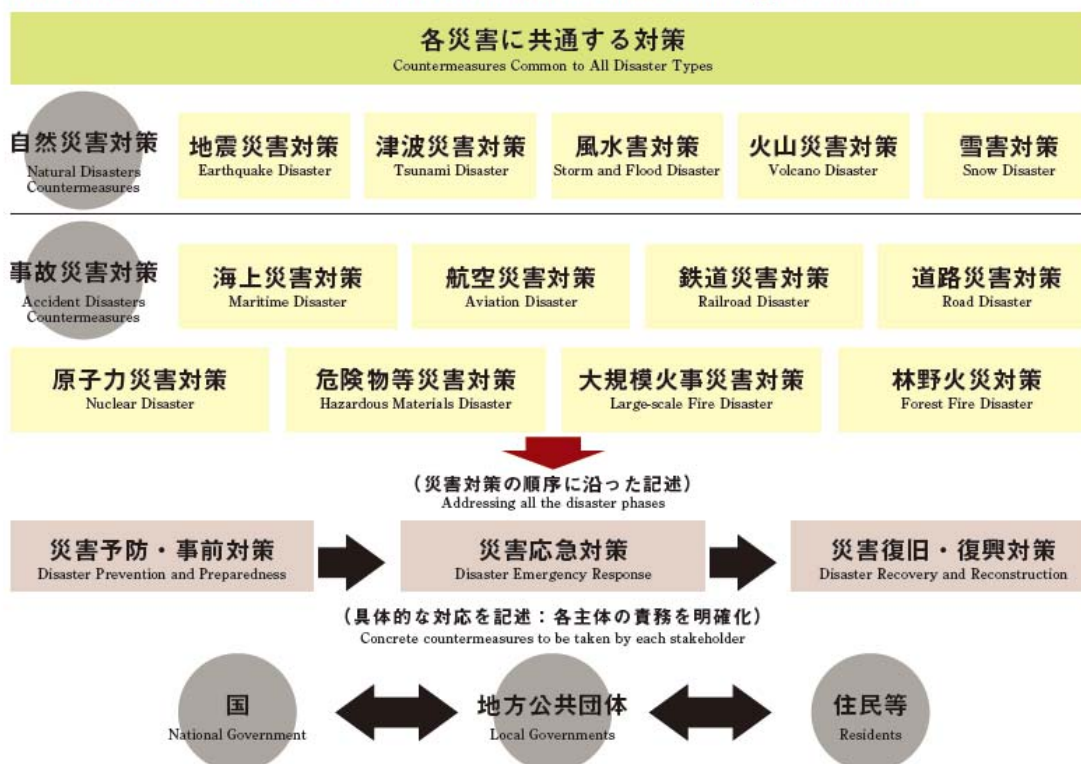 各災害に共通する対策
Countermeasures Common to All Disaster Types
自然災害対策
Natural Disasters
Countermeasures
地震災害対策
Earthquake Disaster
津波災害対策
Tsunami Disaster
風水害対策
Storm and Flood Disaster
火山災害対策
Volcano Disaster
雪害対策
Snow Disaster
事故災害対策
Accident Disasters
Countermeasures
海上災害対策
Maritime Disaster
航空災害対策
Aviation Disaster
鉄道災害対策
Railroad Disaster
道路災害対策
Road Disaster
原子力災害対策
Nuclear Disaster
危険物等災害対策
Hazardous Materials Disaster
大規模火事災害対策
Large-scale Fire Disaster
林野火災対策
Forest Fire Disaster
(災害対策の順序に沿った記述)
Addressing all the disaster phases
災害予防・事前対策
Disaster Prevention and Preparedness
災害応急対策
Disaster Emergency Response
災害復旧・復興対策
Disaster Recovery and Reconstruction
(具体的な対応を記述:各主体の責務を明確化)
Concrete countermeasures to be taken by each stakeholder
国
National Government
地方公共団体
Local Governments
住民等
Residents